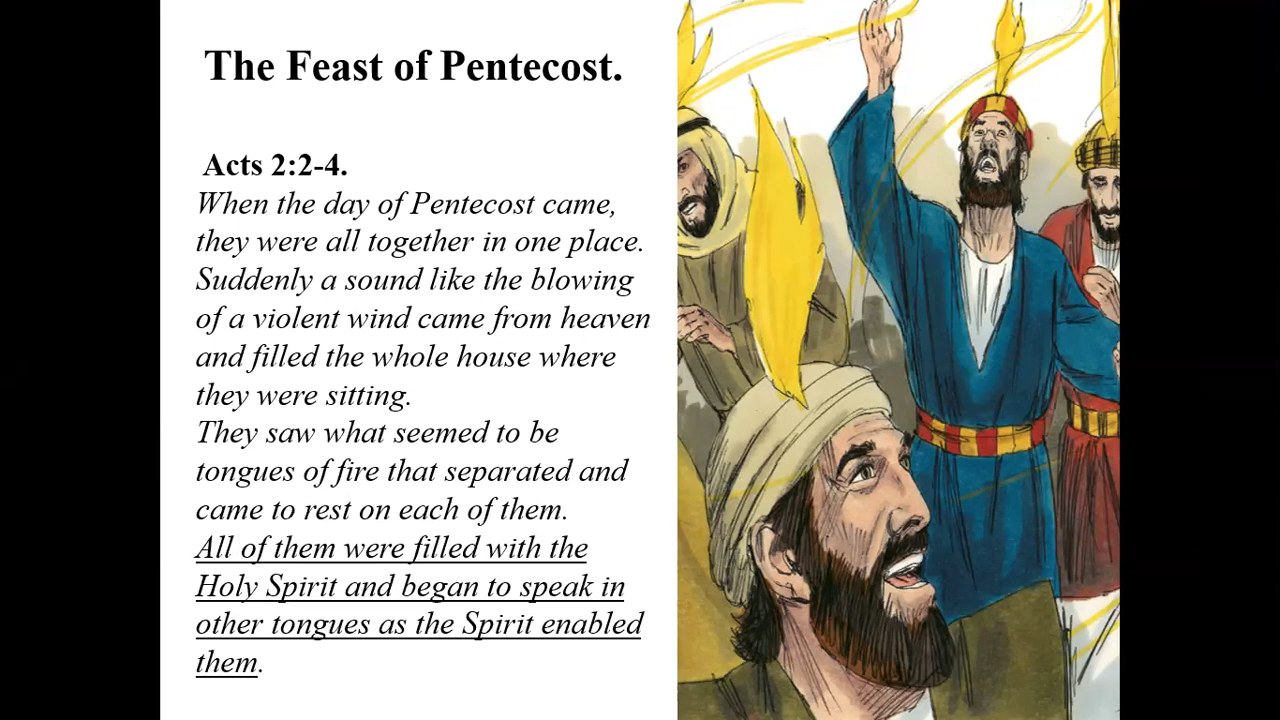 The Feast of Pentecost.
Acts 2:2-4.
When the day of Pentecost came,
they were all together in one place.
Suddenly a sound like the blowing
of a violent wind came from heaven
and filled the whole house where
they were sitting.
They saw what seemed to be
tongues of fire that separated and
came to rest on each of them.
All of them were filled with the
Holy Spirit and began to speak in
other tongues as the Spirit enabled
them.